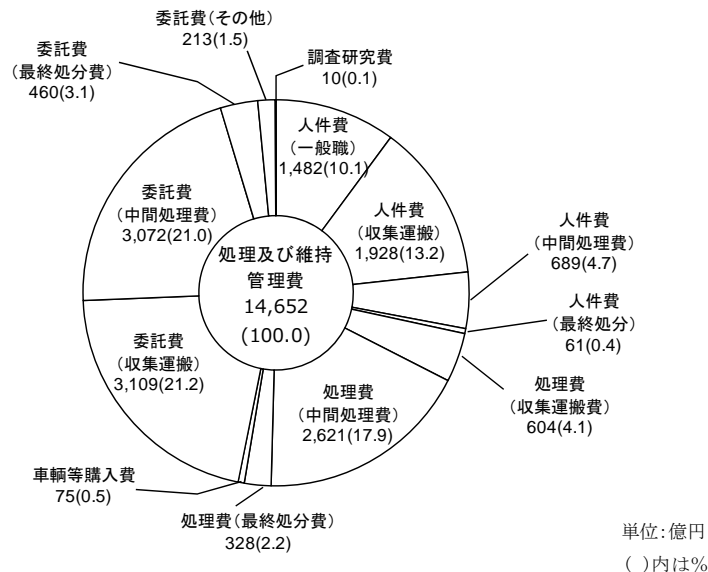 委託費(その他)
213(1.5)
調査研究費
10(0.1)
委託費
(最終処分費)
460(3.1)
人件費
(一般職)
1,482(10.1)
委託費
(中間処理費)
3,072(21.0)
人件費
(収集運搬)
1,928(13.2)
人件費
(中間処理費)
689(4.7)
処理及び維持
管理費
14,652
(100.0)
人件費
(最終処分)
61(0.4)
委託費
(収集運搬)
3,109(21.2)
処理費
(収集運搬費)
604(4.1)
処理費
(中間処理費)
2,621(17.9)
車輌等購入費
75(0.5)
処理費(最終処分費)
328(2.2)
単位:億円
( )内は%